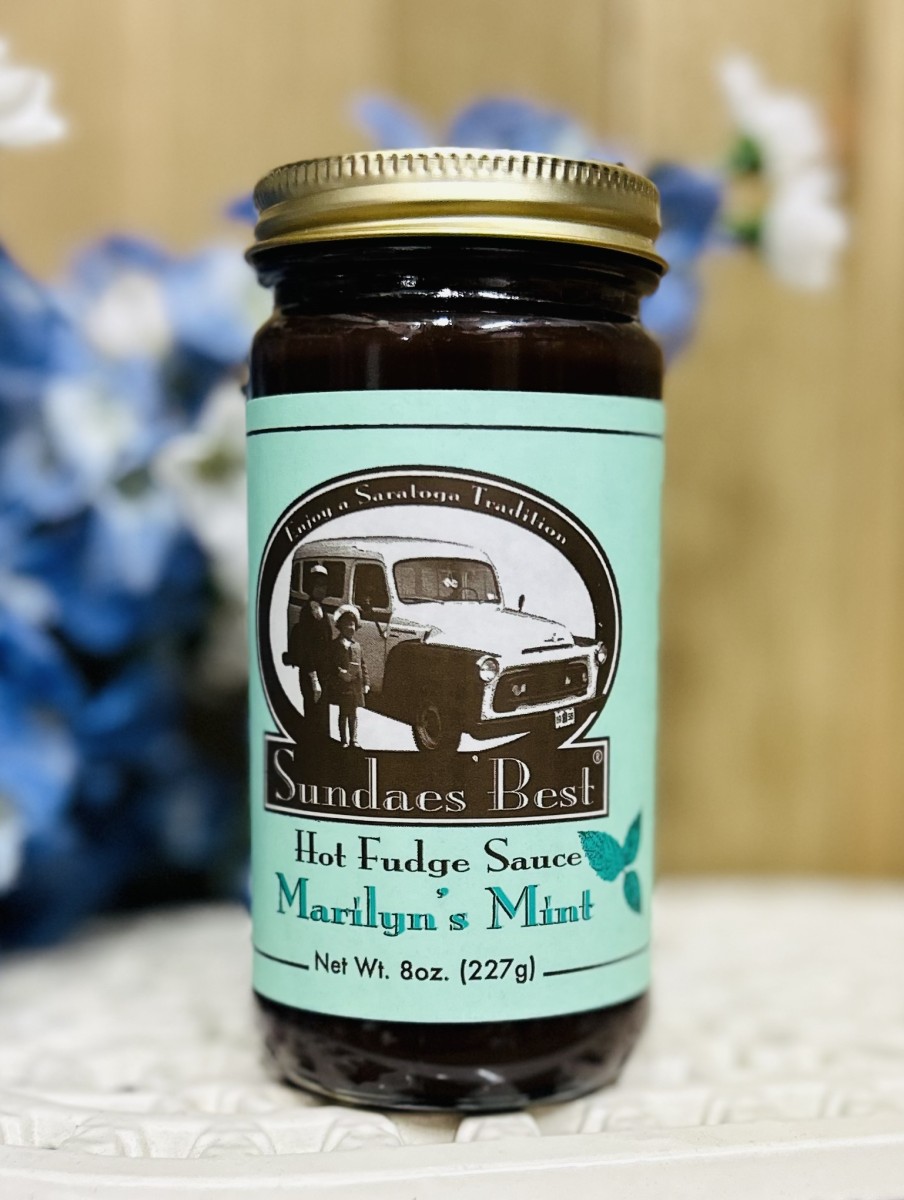 Enjoy a Saratoga Tradition
Sundaes Best®
Hot Fudge Sauce
Marilyn's Mint
Net Wt. 8oz. (227g)